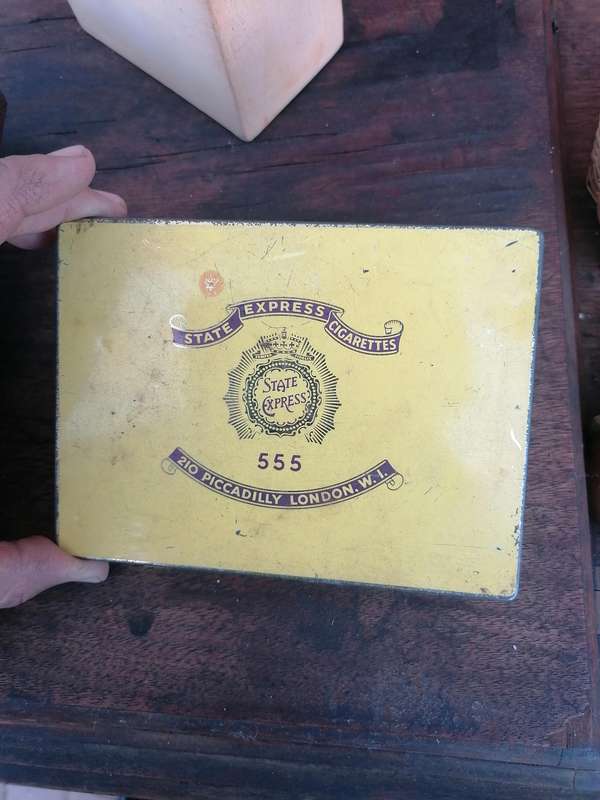 STATE EXPRESS CIGARETTES
STATE
EXPRESS
555
210 PICCADILLY LONDON. W. 1.